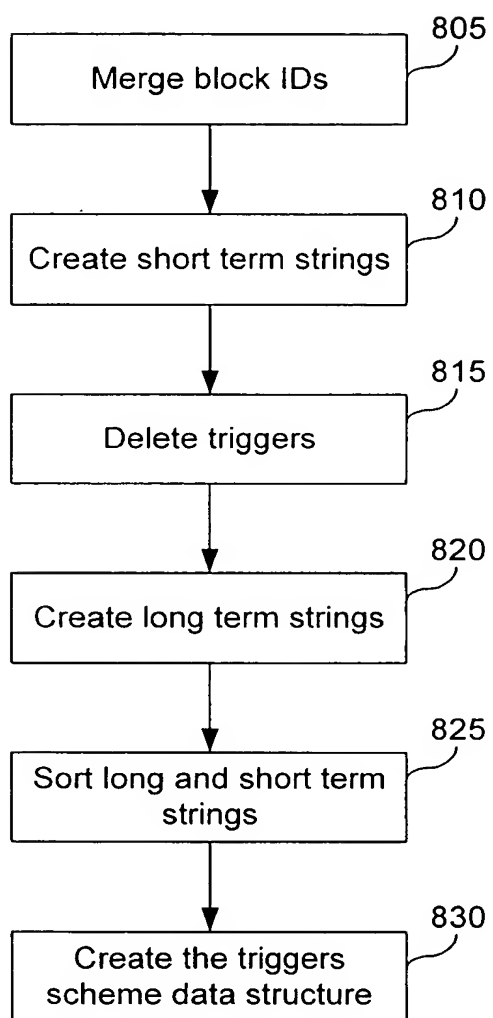 805
Merge block IDs
810
Create short term strings
815
Delete triggers
820
Create long term strings
825
Sort long and short term
strings
830
Create the triggers
scheme data structure